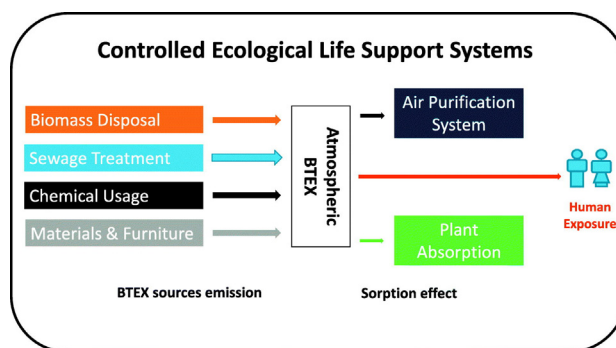 Controlled Ecological Life Support Systems
Biomass Disposal
Sewage Treatment
Chemical Usage
Materials & Furniture
Atmospheric
BTEX
Air Purification
System
Human
Exposure
Plant
Absorption
BTEX sources emission
Sorption effect